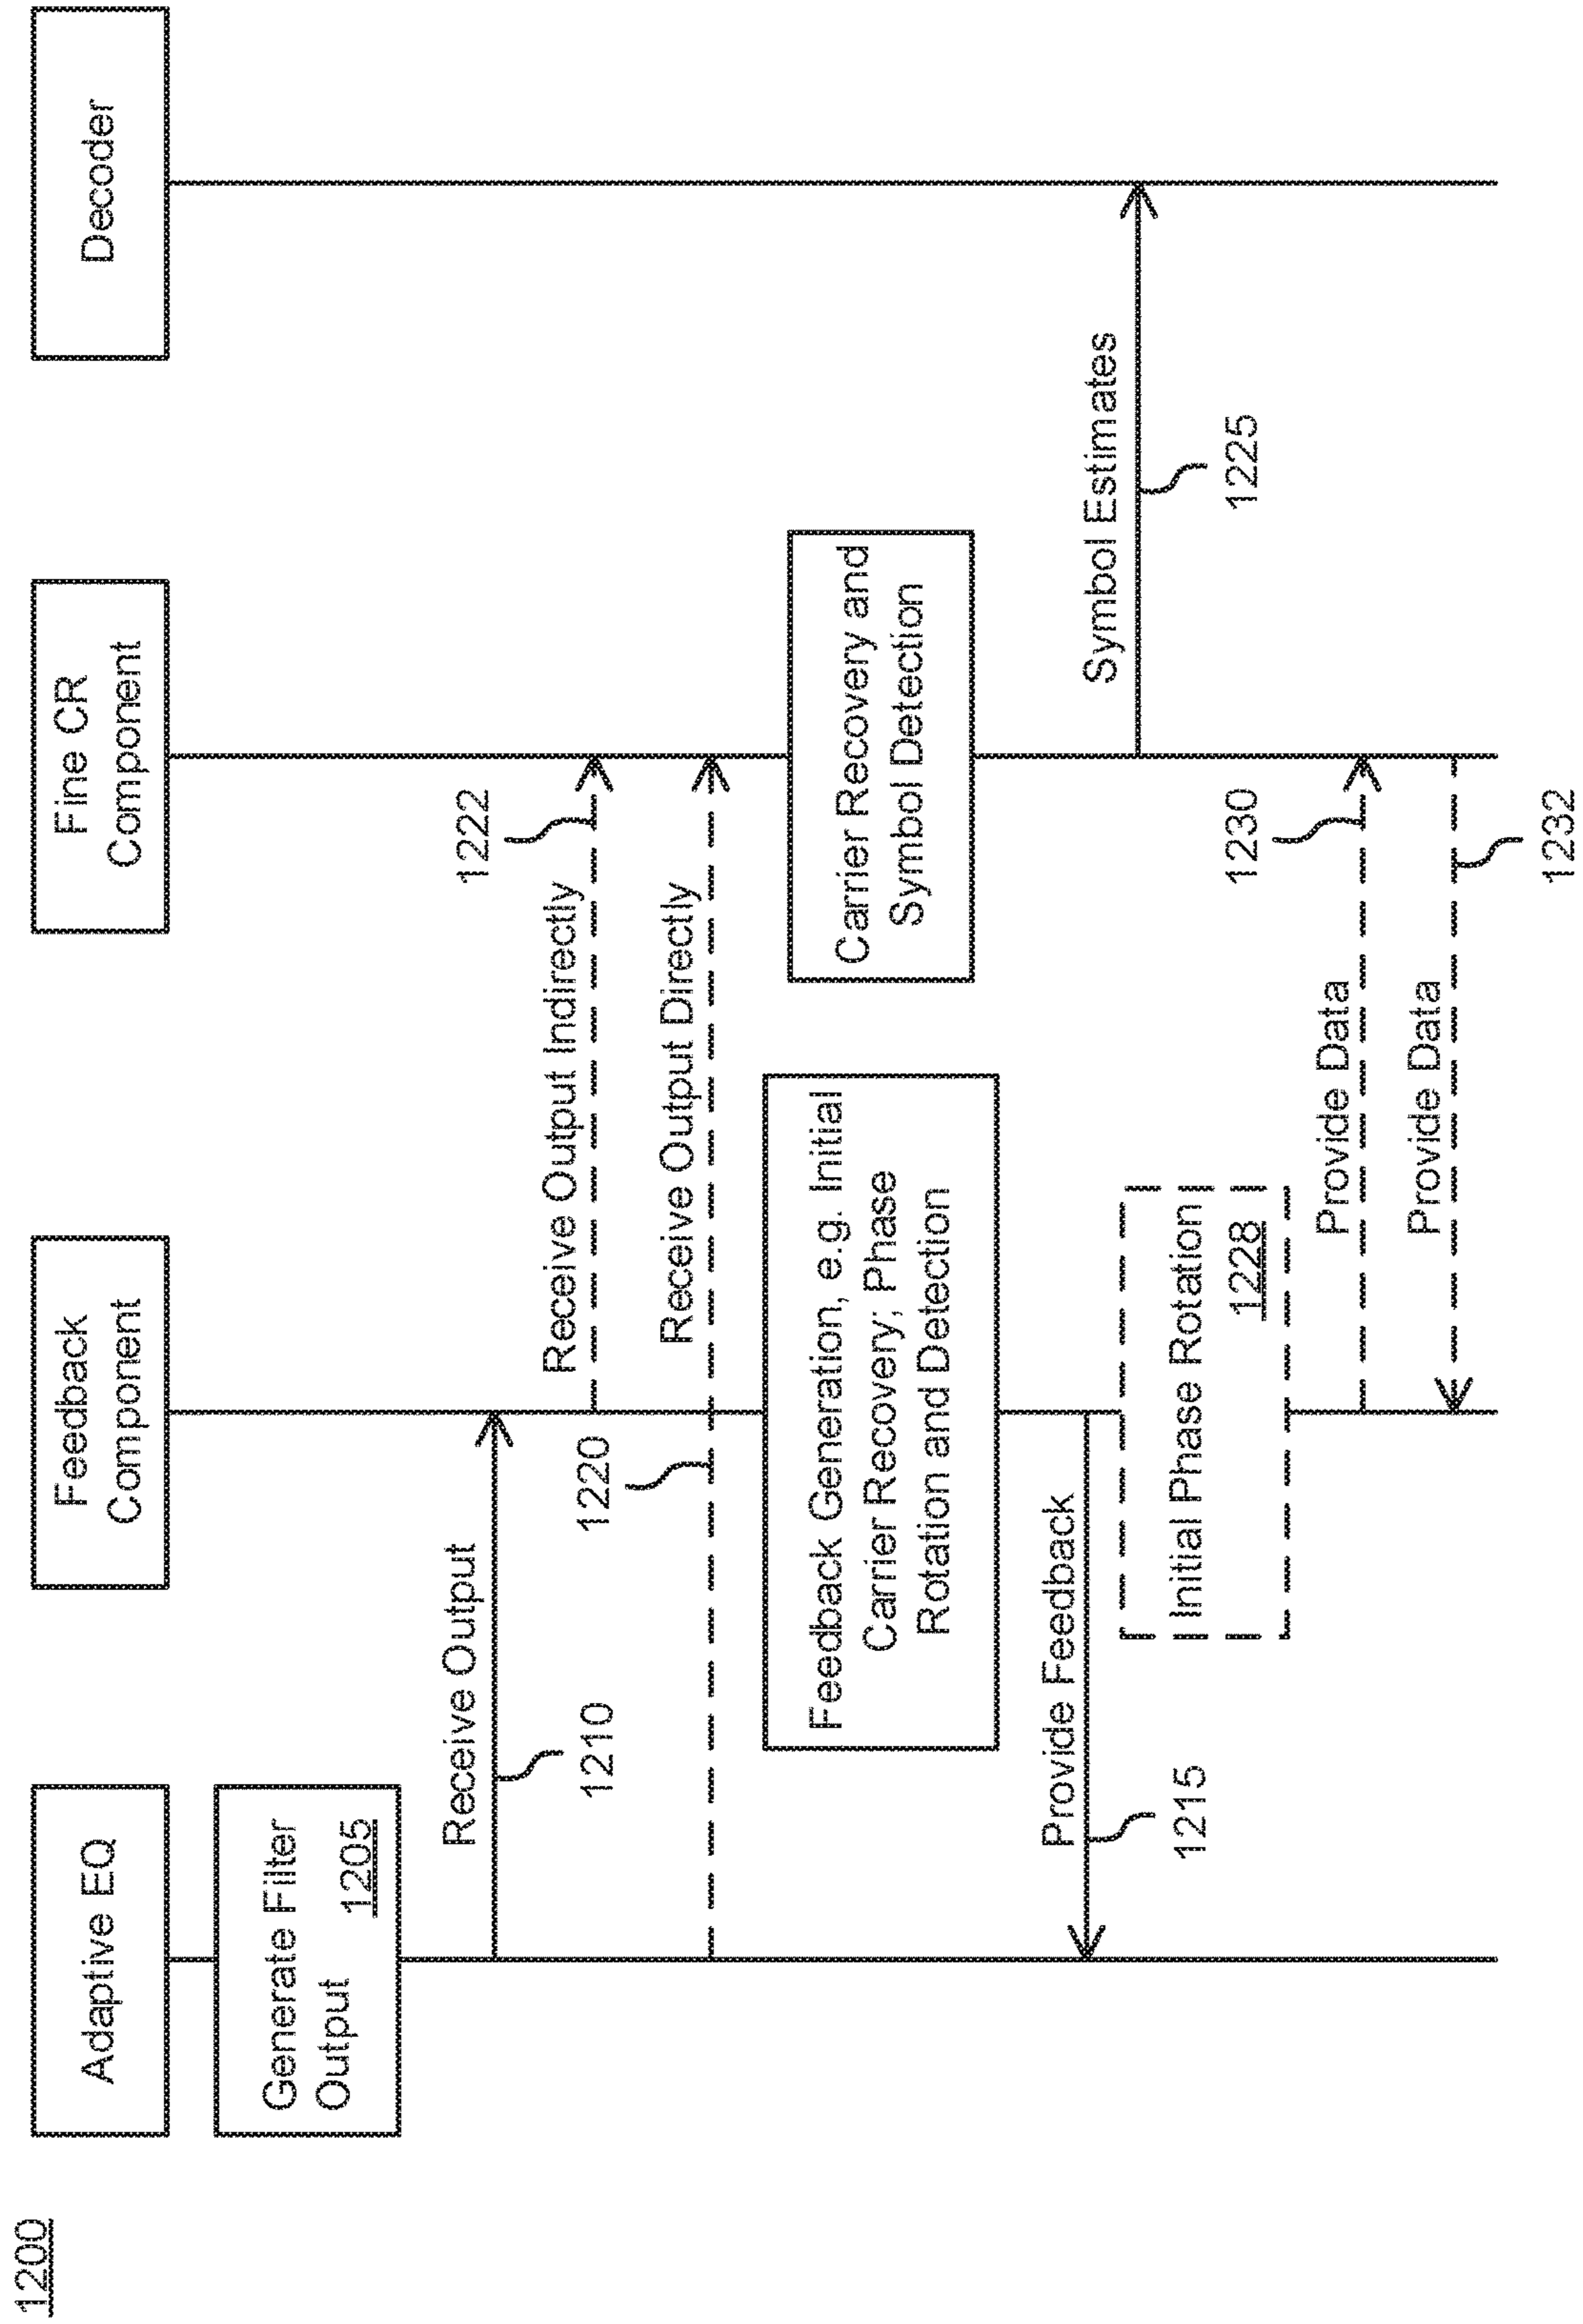 1200
Adaptive EQ
Feedback
Component
Fine CR
Component
Decoder
Generate Filter
Output
1205
Receive Output
1210
Receive Output Indirectly
1222
1220
Receive Output Directly
Feedback Generation, e.g. Initial
Carrier Recovery; Phase
Rotation and Detection
Carrier Recovery and
Symbol Detection
Provide Feedback
1215
Symbol Estimates
1225
Initial Phase Rotation
1228
Provide Data
1230
Provide Data
1232